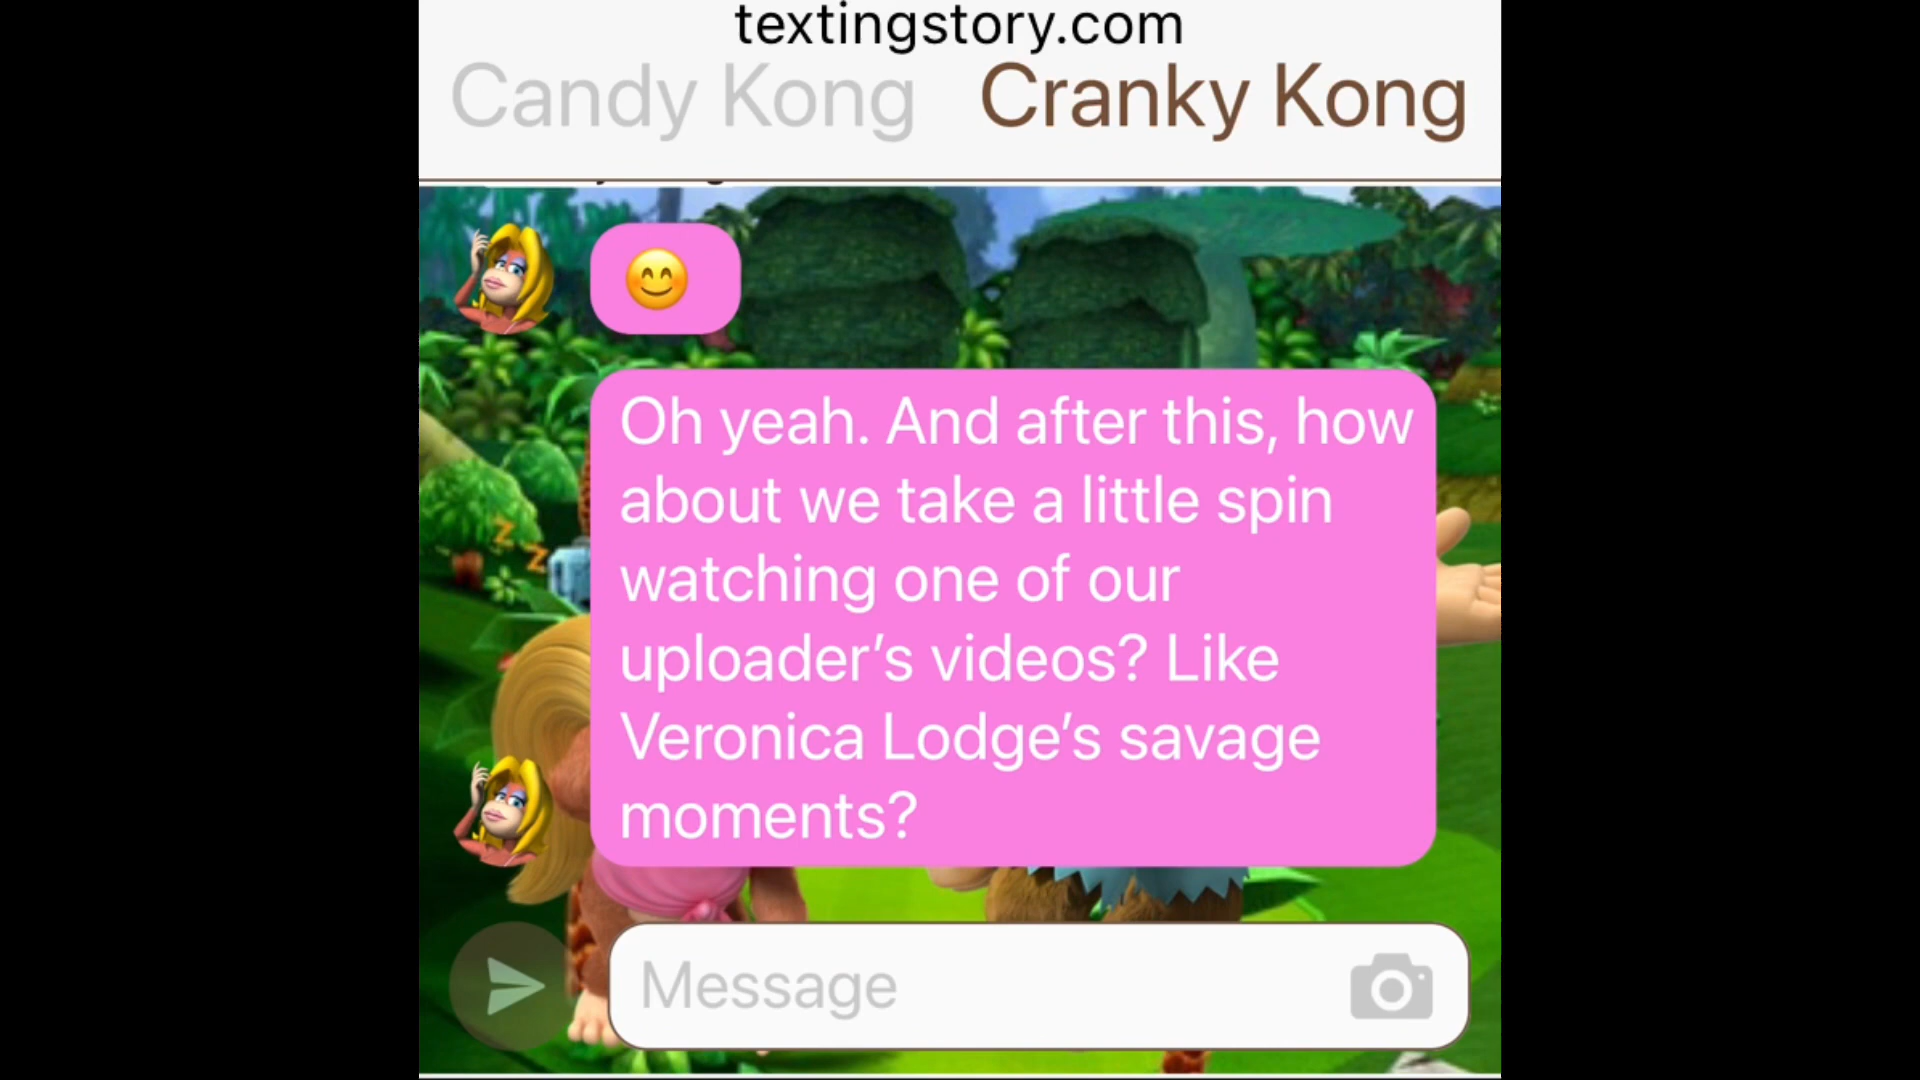 textingstory.com
Candy Kong Cranky Kong
😊
Oh yeah. And after this, how
about we take a little spin
watching one of our
uploader’s videos? Like
Veronica Lodge’s savage
moments?
Message